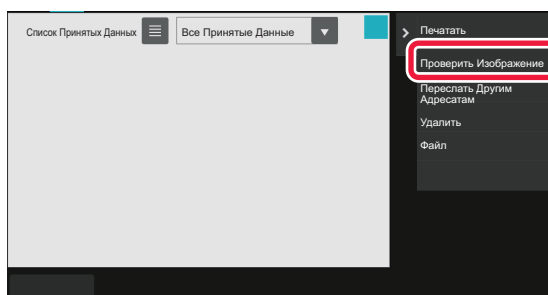 Список Принятых Данных
Все Принятые Данные
Печатать
Проверить Изображение
Переслать Другим
Адресатам
Удалить
Файл